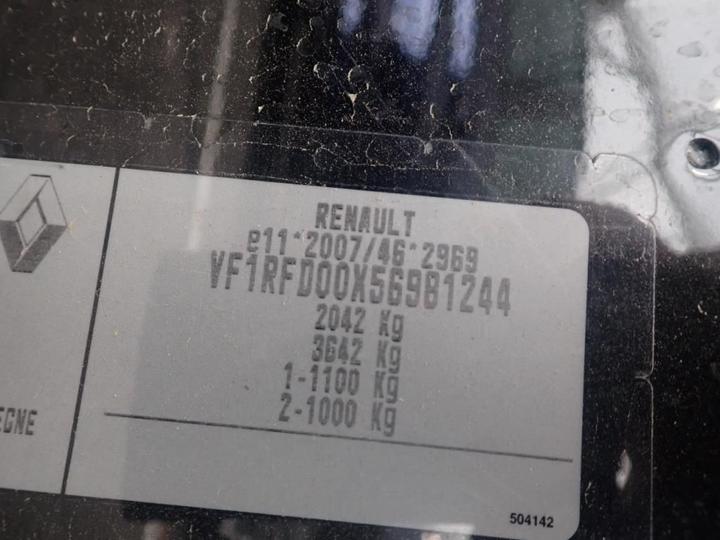 RENAULT
e11*2007/46*2969
VF1RFD00X56981244
2042 Kg
3642 Kg
1-1100 Kg
2-1000 Kg
EGNE
504142